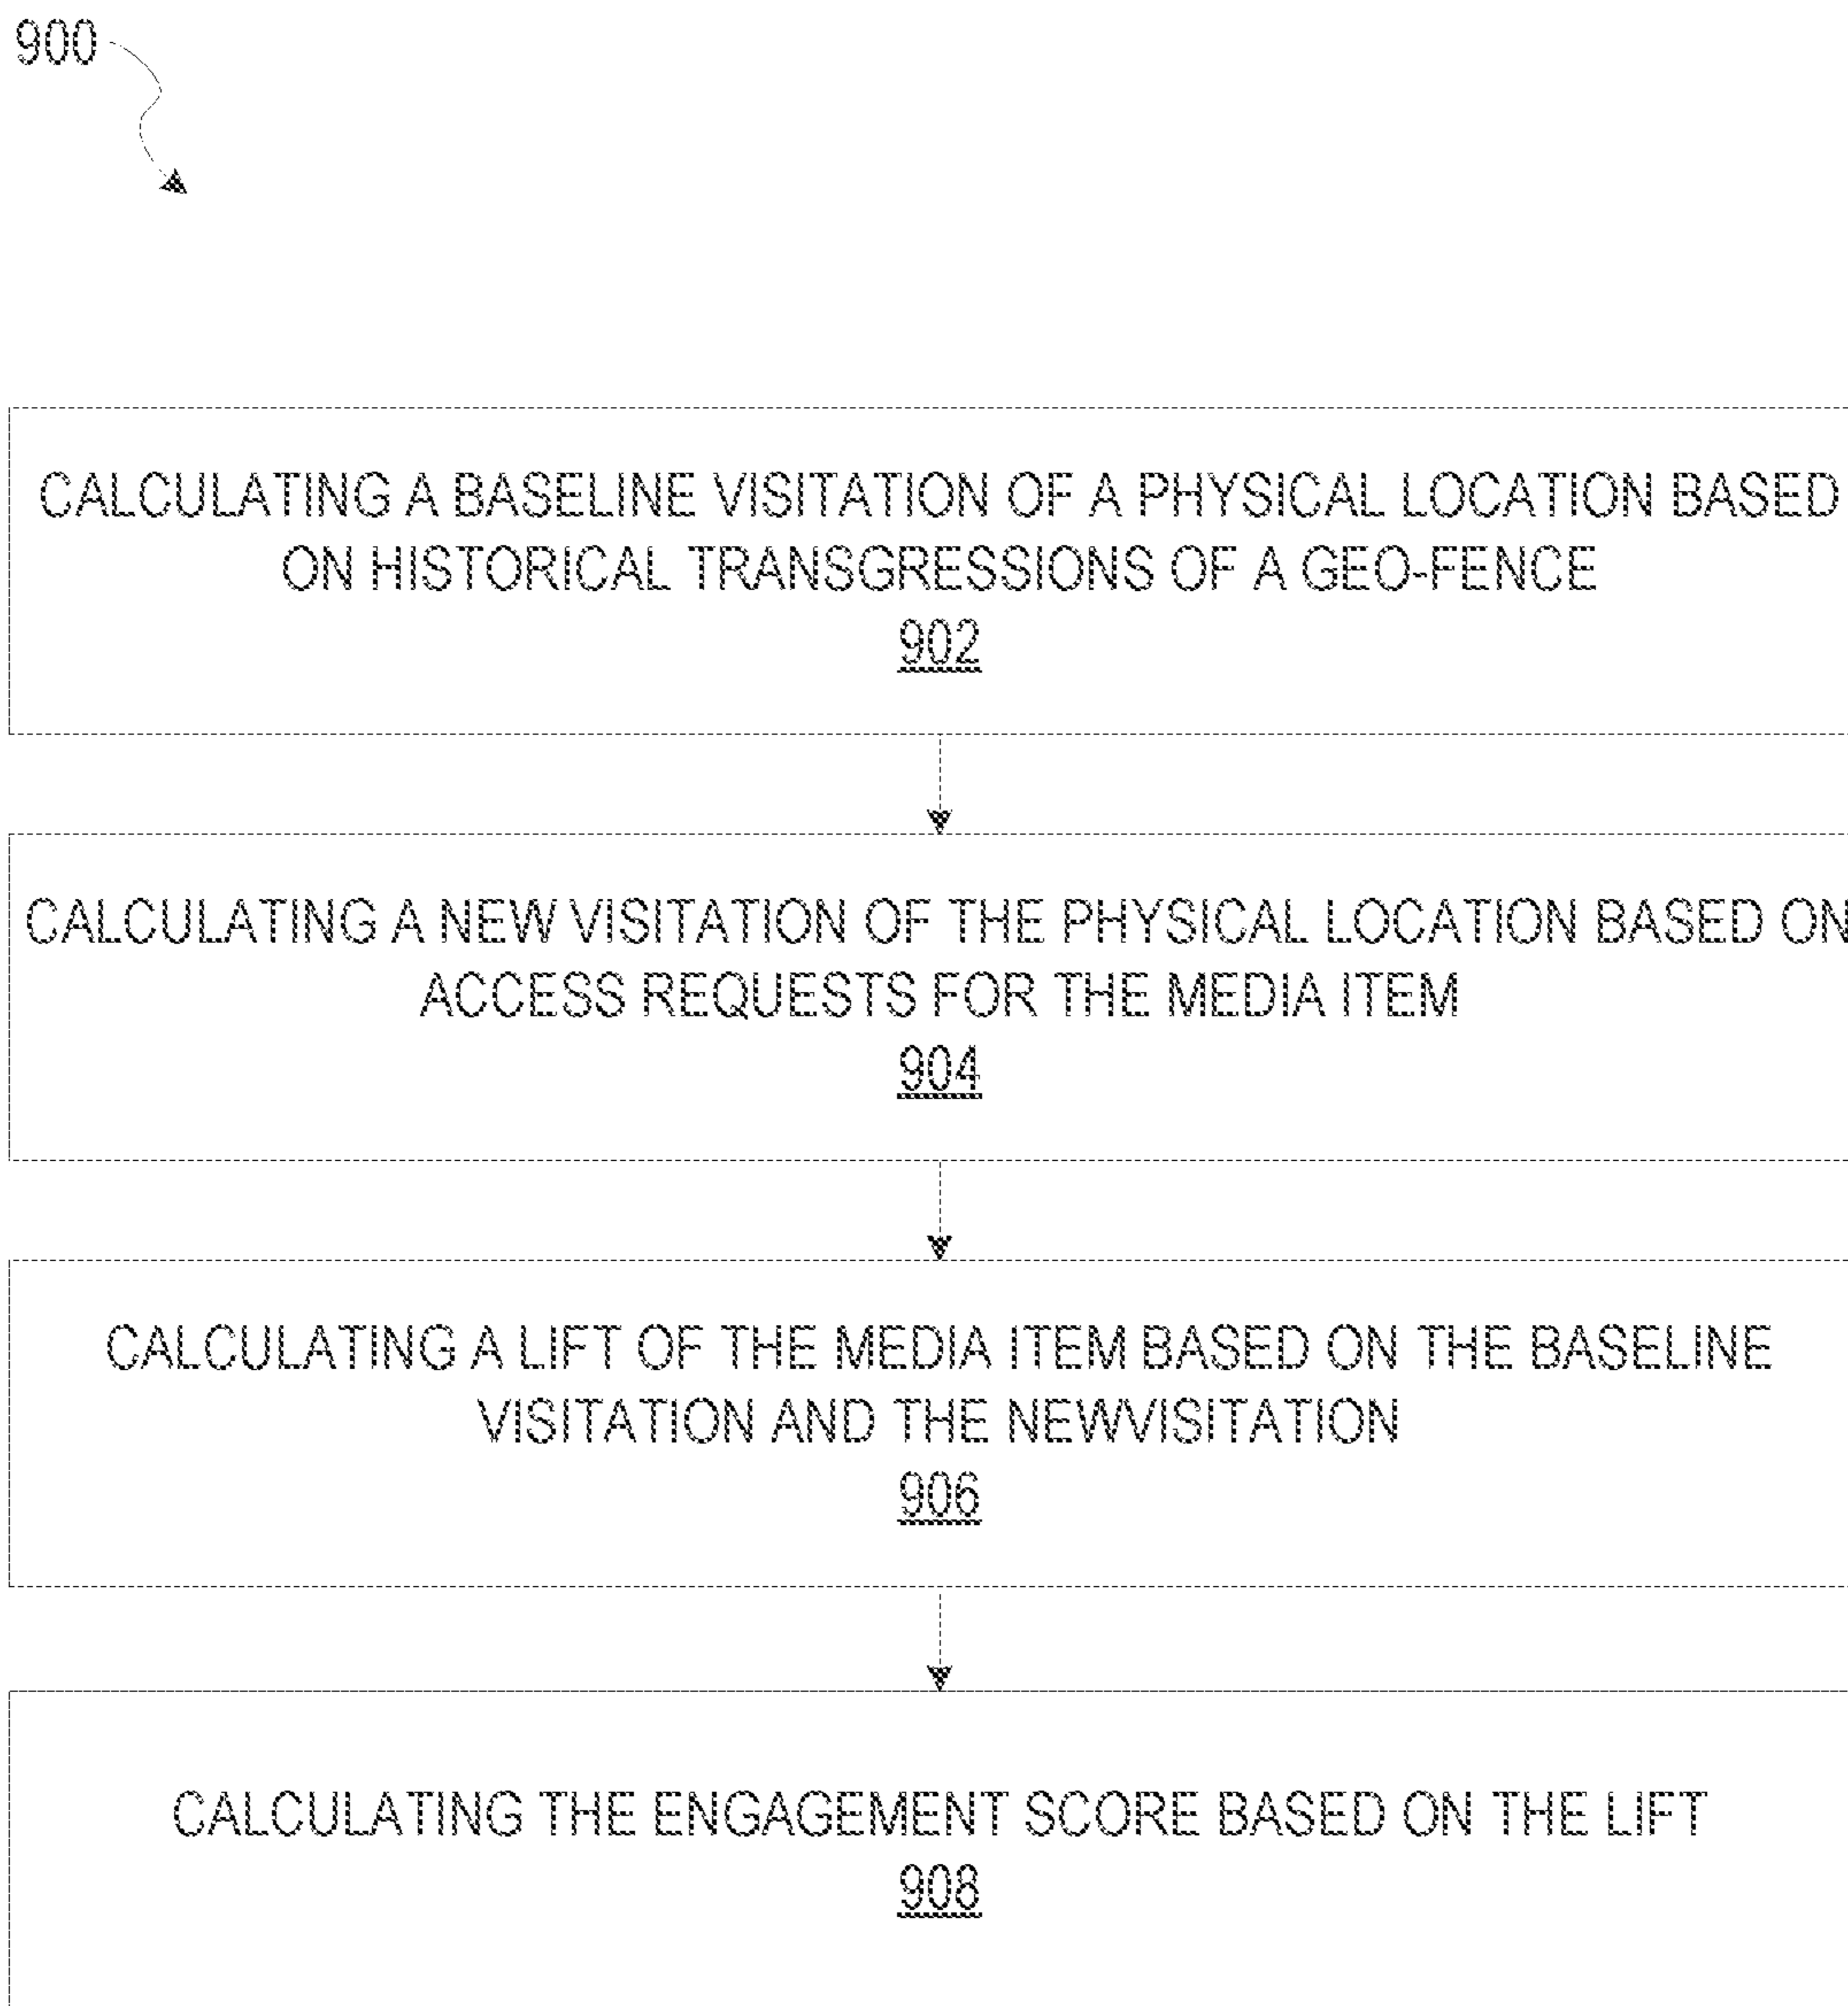 900
CALCULATING A BASELINE VISITATION OF A PHYSICAL LOCATION BASED
ON HISTORICAL TRANSGRESSIONS OF A GEO-FENCE
902
CALCULATING A NEW VISITATION OF THE PHYSICAL LOCATION BASED ON
ACCESS REQUESTS FOR THE MEDIA ITEM
904
CALCULATING A LIFT OF THE MEDIA ITEM BASED ON THE BASELINE
VISITATION AND THE NEWVISITATION
906
CALCULATING THE ENGAGEMENT SCORE BASED ON THE LIFT
908